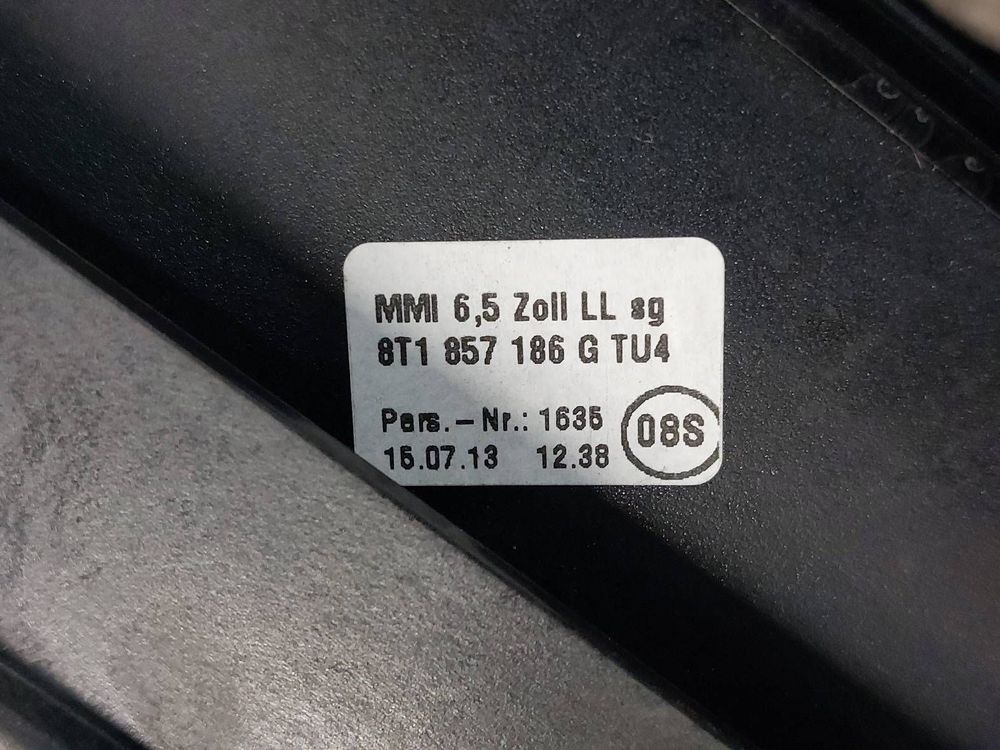 MMI 6,5 Zoll LL sg
8T1 857 186 G TU4
Pers.-Nr.: 1635
08S
15.07.13 12.38